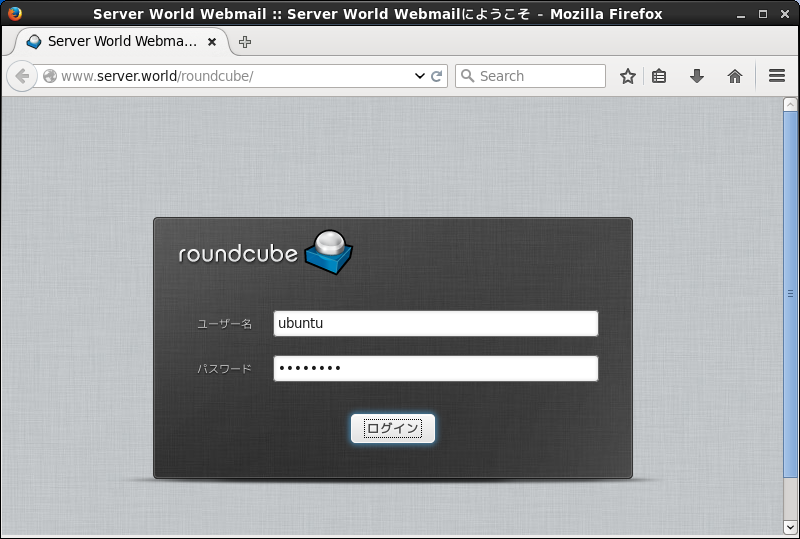 Server World Webmail :: Server World Webmailにようこそ - Mozilla Firefox
Server World Webma...
www.server.world/roundcube/
Search
roundcube
ユーザー名
ubuntu
パスワード
••••••••
ログイン